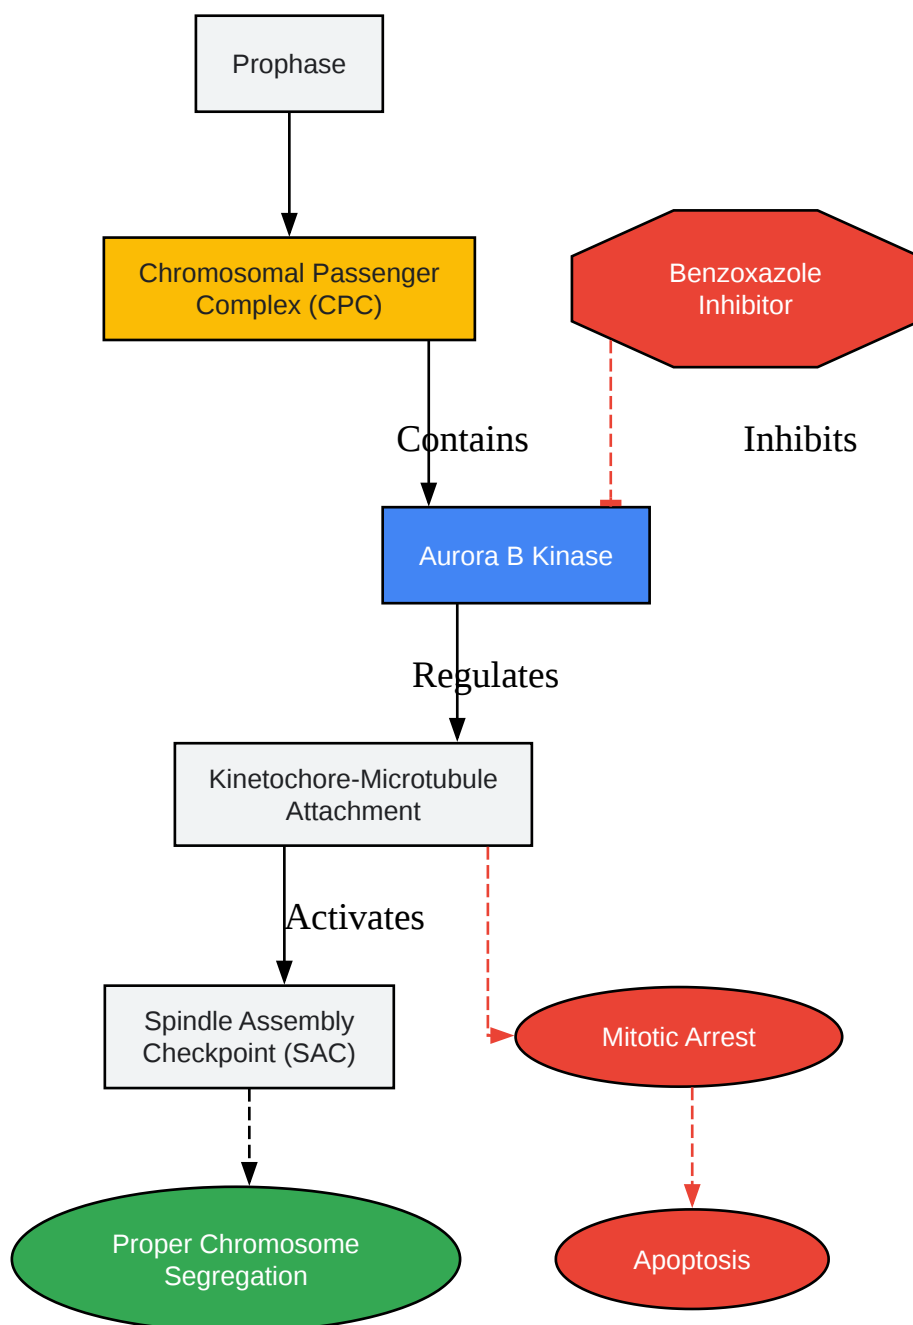 Prophase
Chromosomal Passenger
Complex (CPC)
Benzoxazole
Inhibitor
Contains
Inhibits
Aurora B Kinase
Regulates
Kinetochore-Microtubule
Attachment
Activates
Spindle Assembly
Checkpoint (SAC)
Mitotic Arrest
Proper Chromosome
Segregation
Apoptosis